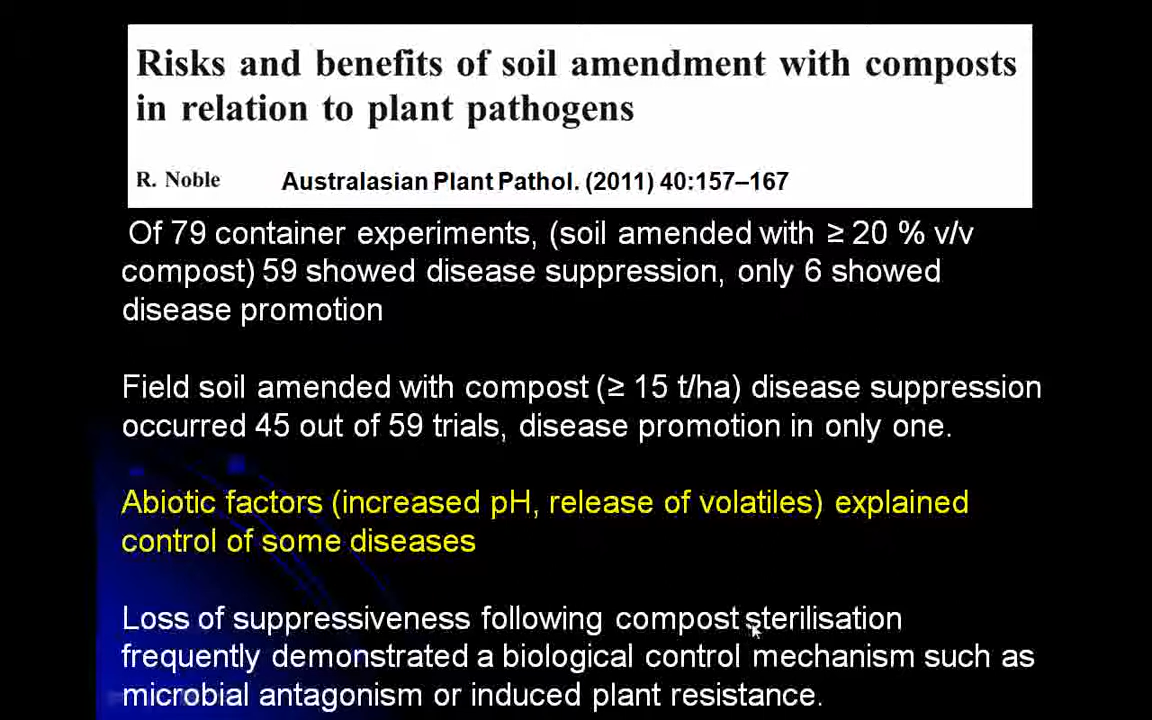 Risks and benefits of soil amendment with composts
in relation to plant pathogens
R. Noble Australasian Plant Pathol. (2011) 40:157–167
Of 79 container experiments, (soil amended with ≥ 20 % v/v
compost) 59 showed disease suppression, only 6 showed
disease promotion
Field soil amended with compost (≥ 15 t/ha) disease suppression
occurred 45 out of 59 trials, disease promotion in only one.
Abiotic factors (increased pH, release of volatiles) explained
control of some diseases
Loss of suppressiveness following compost sterilisation
frequently demonstrated a biological control mechanism such as
microbial antagonism or induced plant resistance.